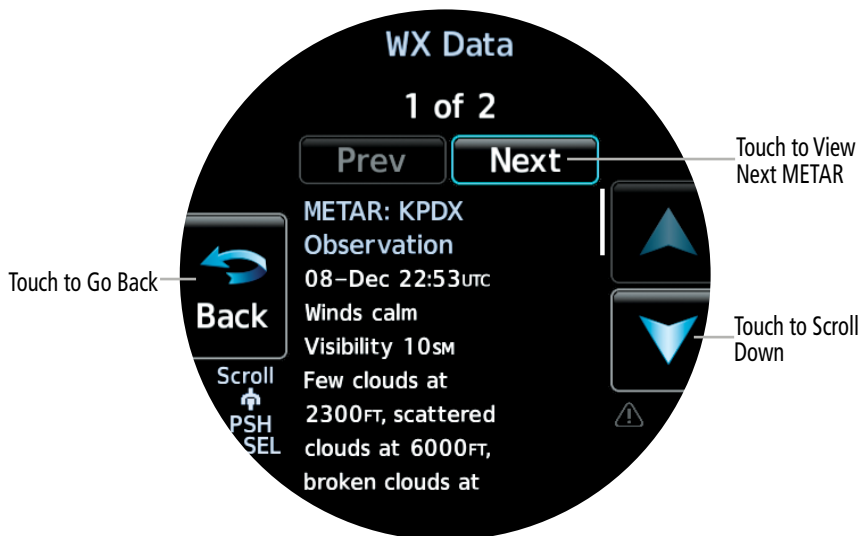 WX Data
1 of 2
Prev
Next
Touch to View
Next METAR
METAR: KPDX
Observation
08-Dec 22:53UTC
Winds calm
Visibility 10SM
Few clouds at
2300FT, scattered
clouds at 6000FT,
broken clouds at
Touch to Go Back
Back
Scroll
PSH
SEL
Touch to Scroll
Down